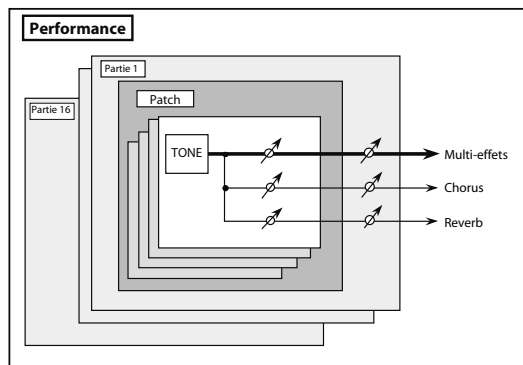 Performance
Partie 1
Partie 16
Patch
TONE
Multi-effets
Chorus
Reverb